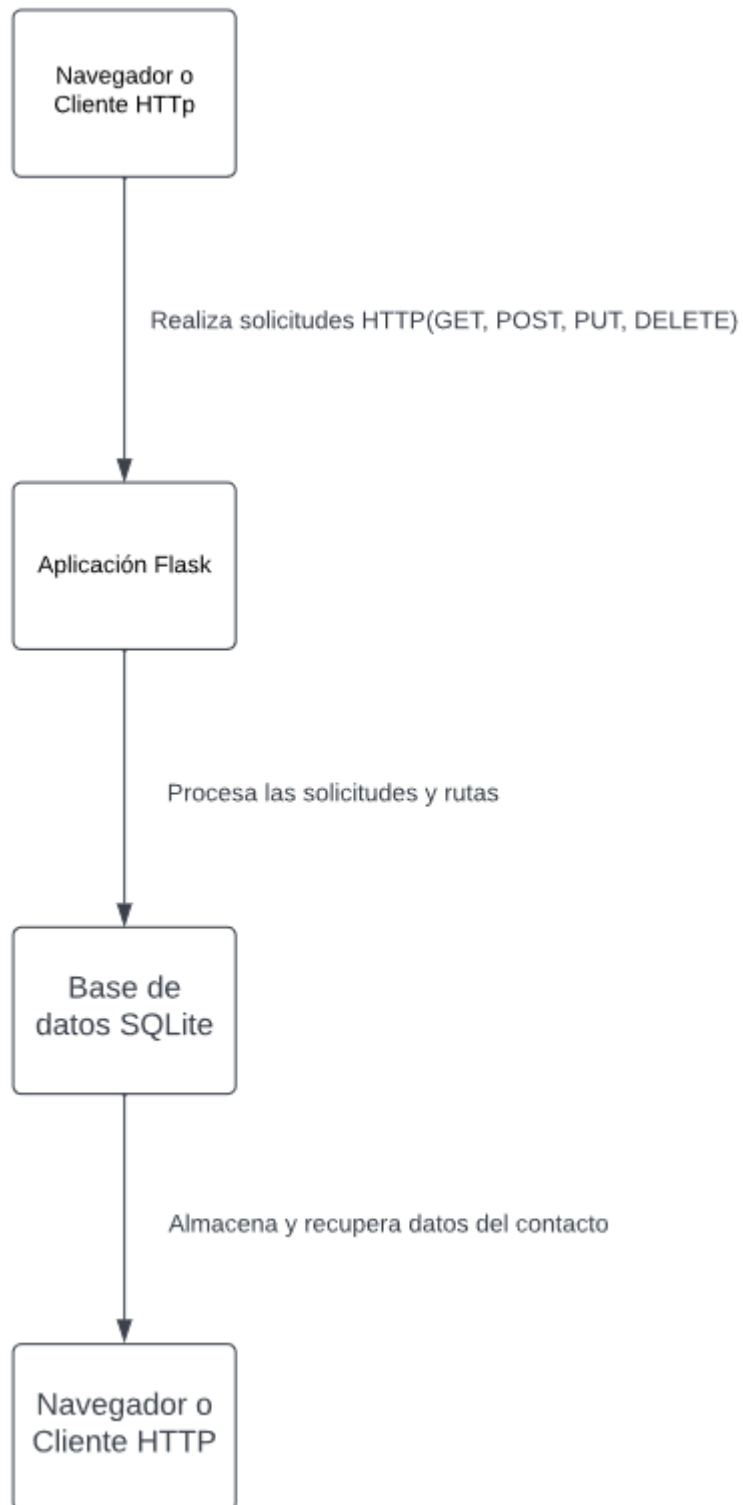 Navegador o
Cliente HTTp
Realiza solicitudes HTTP(GET, POST, PUT, DELETE)
Aplicación Flask
Procesa las solicitudes y rutas
Base de
datos SQLite
Almacena y recupera datos del contacto
Navegador o
Cliente HTTP